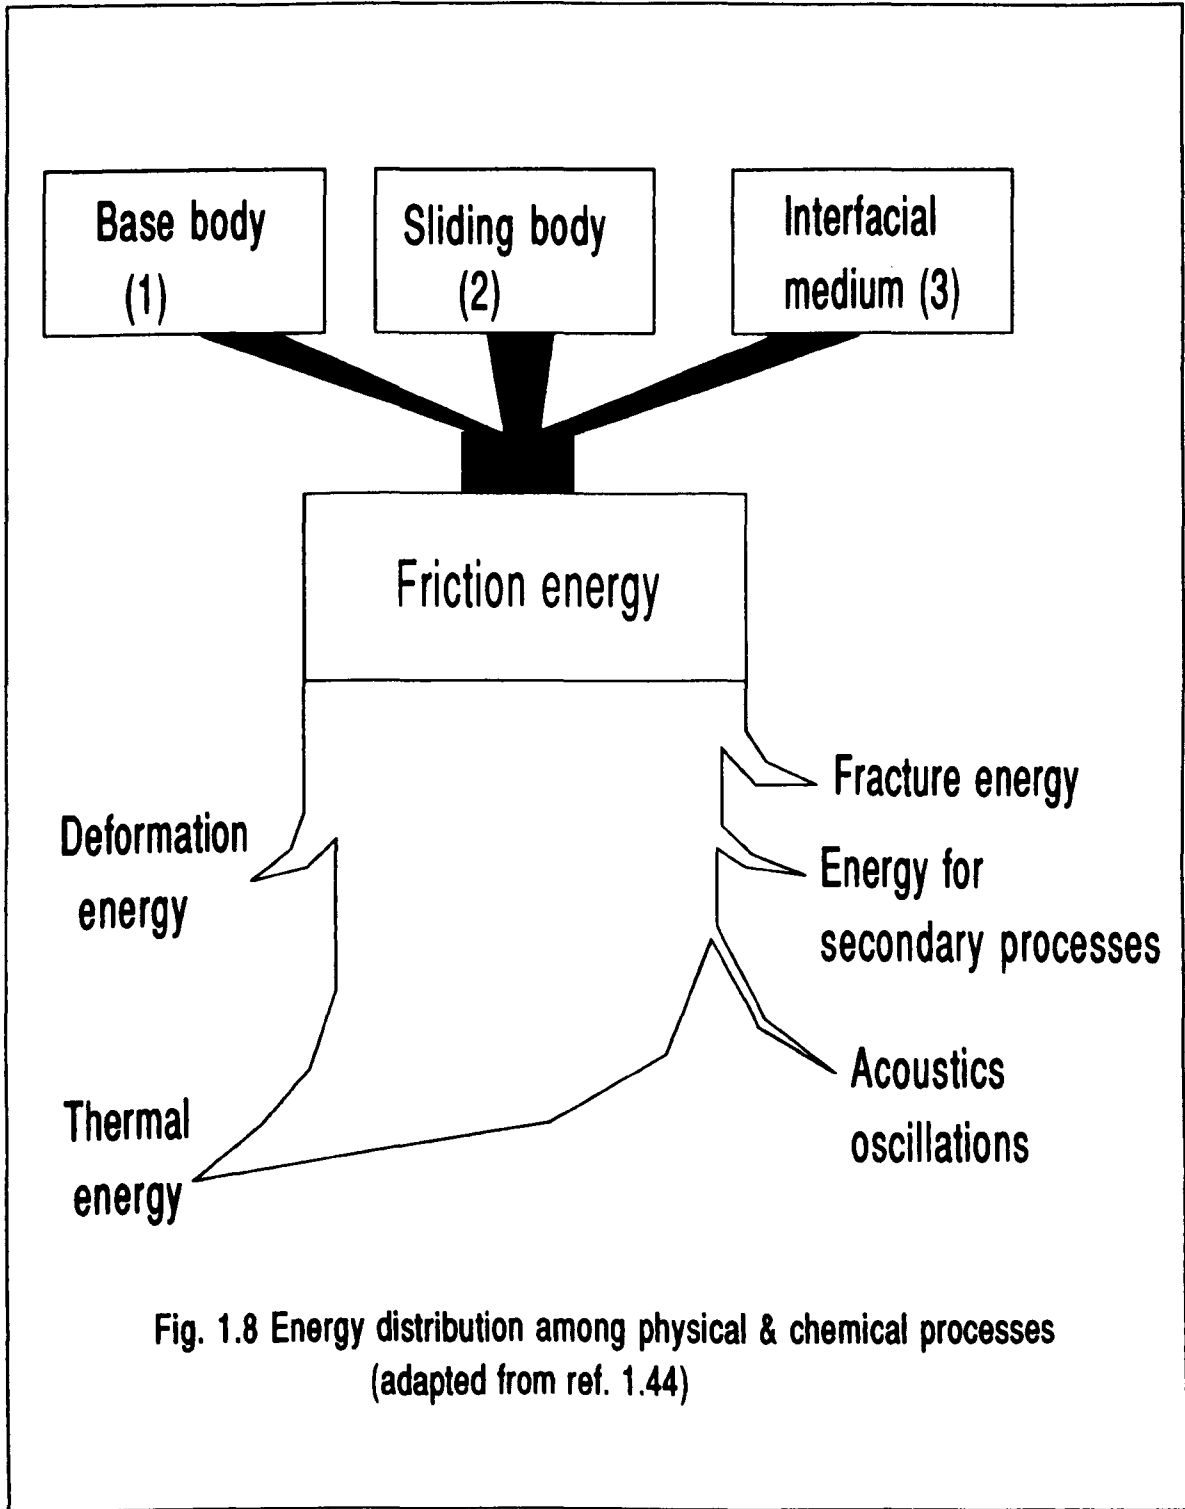 Base body
(1)
Sliding body
(2)
Interfacial
medium (3)
Friction energy
Fracture energy
Deformation
energy
Energy for
secondary processes
Acoustics
oscillations
Thermal
energy
Fig. 1.8 Energy distribution among physical & chemical processes
(adapted from ref. 1.44)